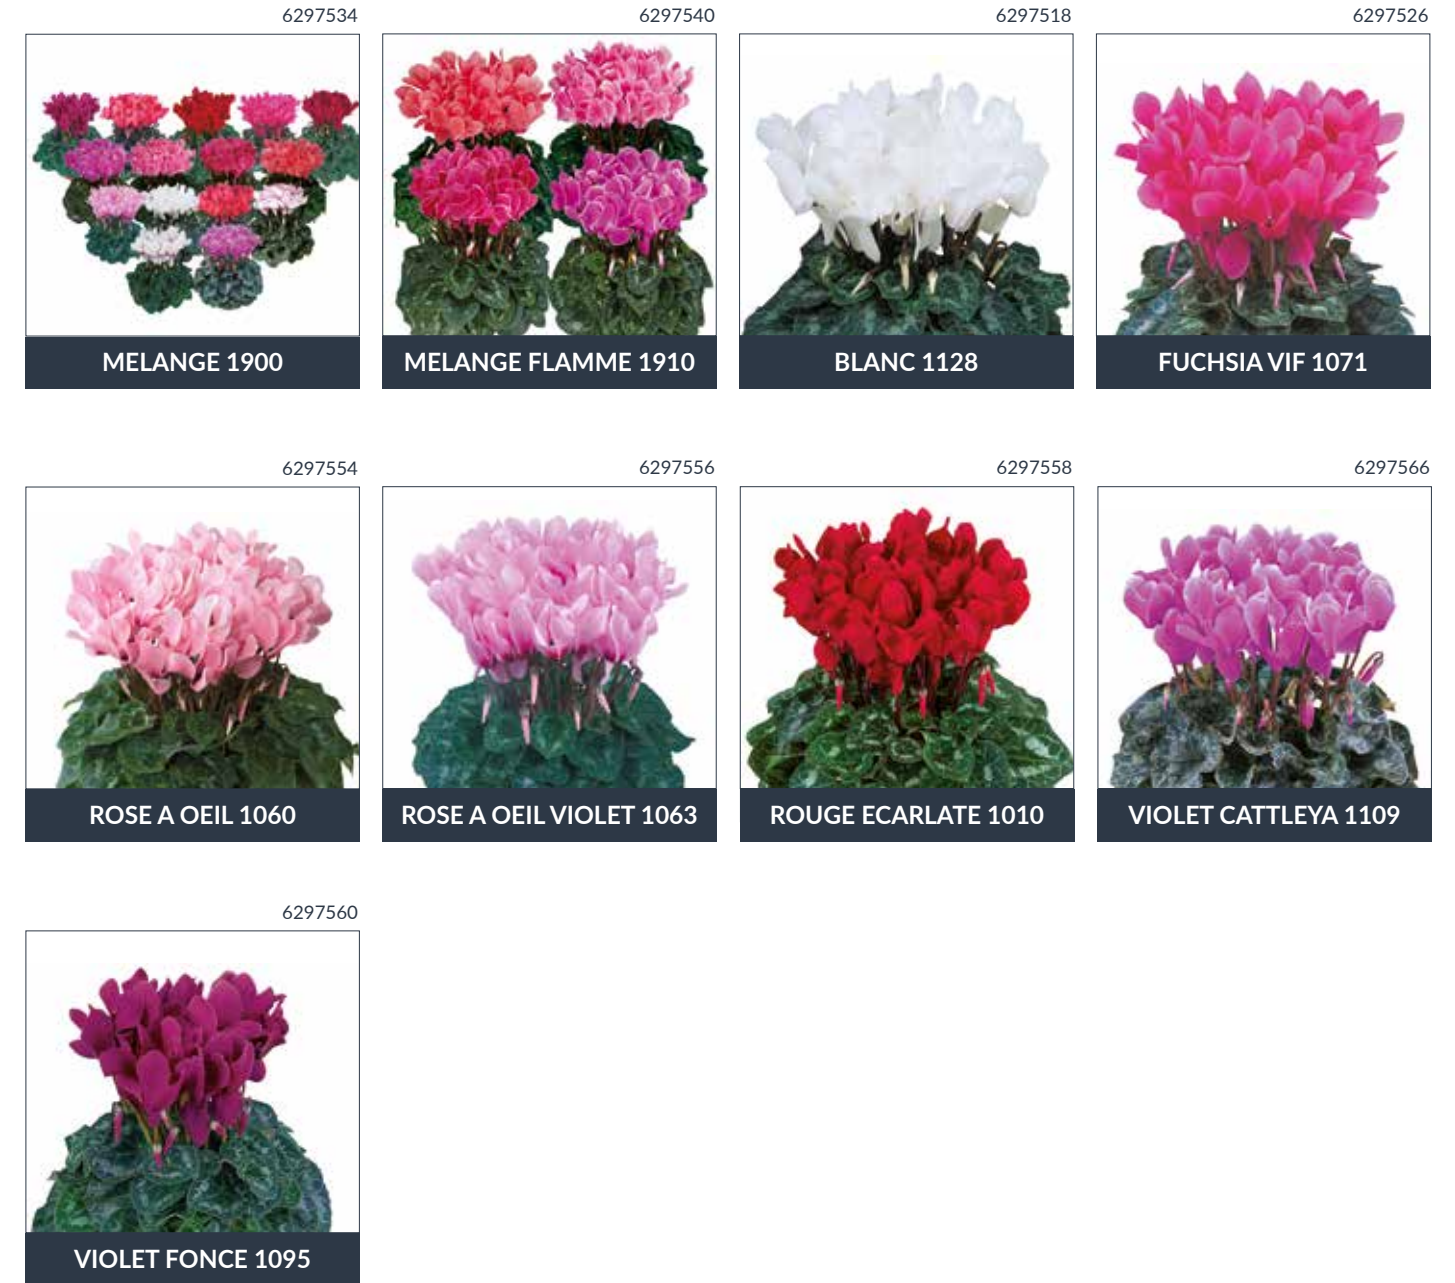 6297534
MELANGE 1900
6297540
MELANGE FLAMME 1910
6297518
BLANC 1128
6297526
FUCHSIA VIF 1071
6297554
ROSE A OEIL 1060
6297556
ROSE A OEIL VIOLET 1063
6297558
ROUGE ECARLATE 1010
6297566
VIOLET CATTLEYA 1109
6297560
VIOLET FONCE 1095